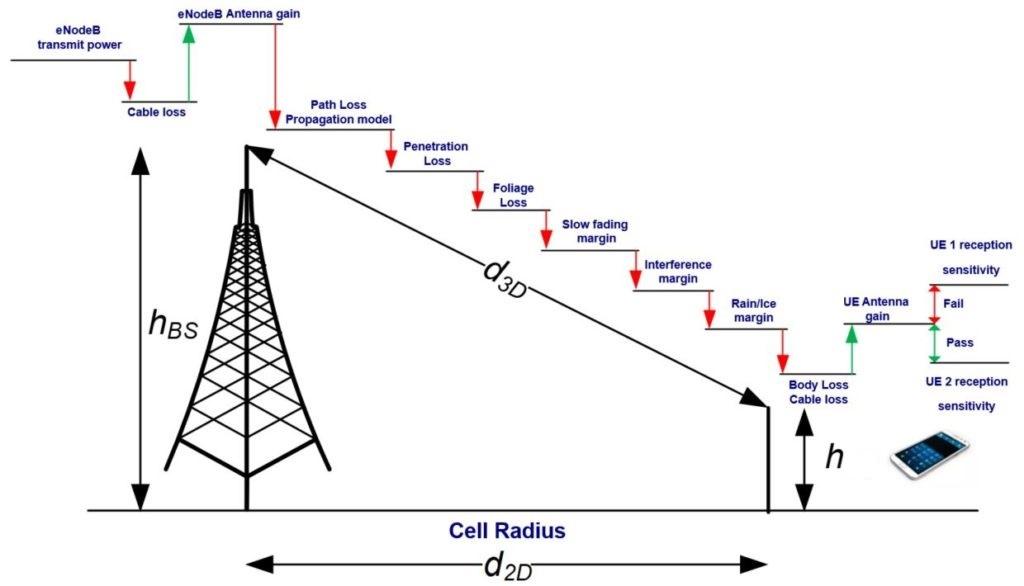 eNodeB Antenna gain
eNodeB
transmit power
Cable loss
Path Loss
Propagation model
Penetration
Loss
Foliage
Loss
Slow fading
margin
Interference
margin
Rain/Ice
margin
Body Loss
Cable loss
UE Antenna
gain
UE 1 reception
sensitivity
Fail
Pass
UE 2 reception
sensitivity
hBS
d3D
h
Cell Radius
d2D